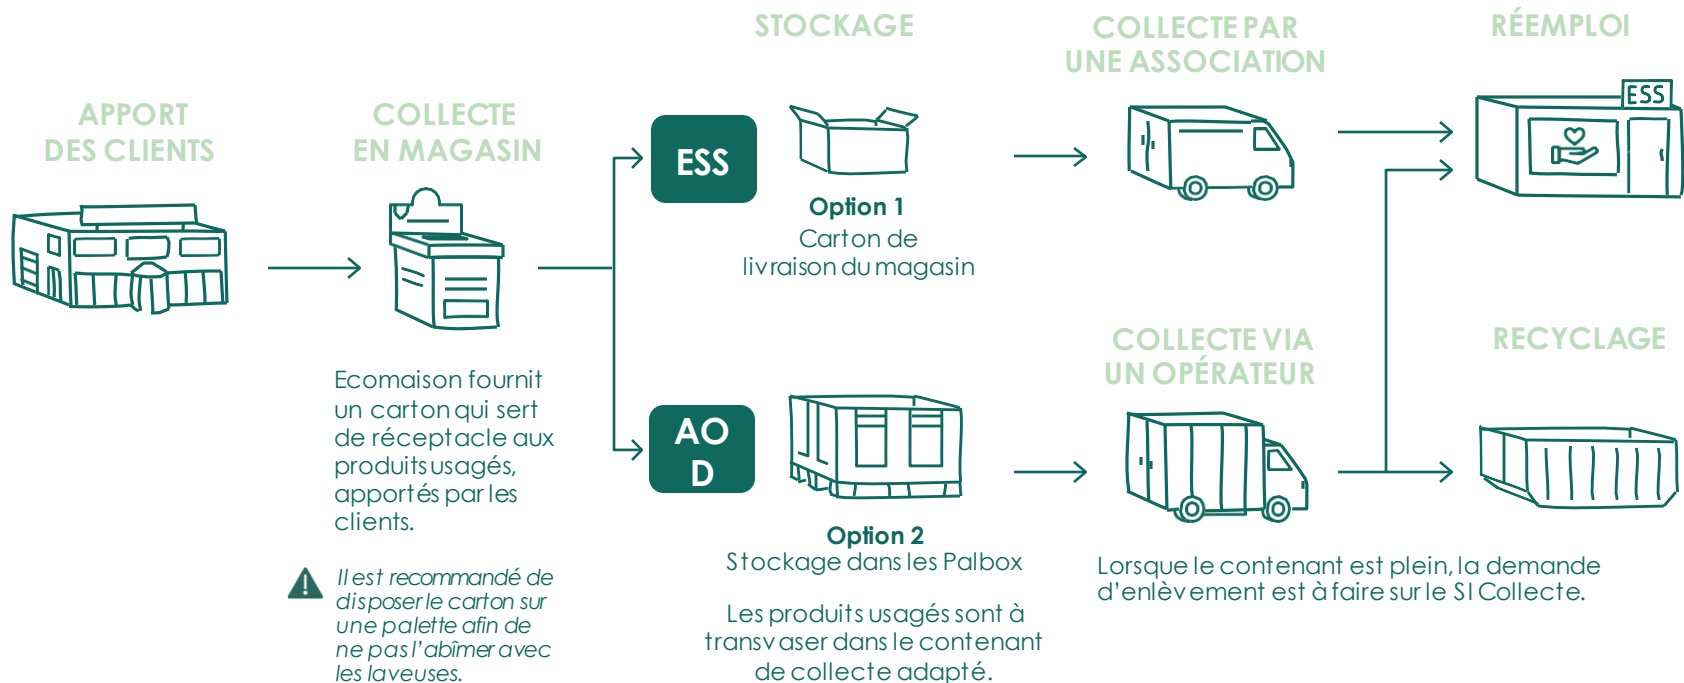 APPORT
DES CLIENTS
COLLECTE
EN MAGASIN
Ecomaison fournit
un carton qui sert
de réceptacle aux
produits usagés,
apportés par les
clients.
Il est recommandé de
disposer le carton sur
une palette afin de
ne pas l'abîmer avec
les laveuses.
STOCKAGE
ESS
Option 1
Carton de
livraison du magasin
AO
D
Option 2
Stockage dans les Palbox
Les produits usagés sont à
transvaser dans le contenant
de collecte adapté.
COLLECTE PAR
UNE ASSOCIATION
COLLECTE VIA
UN OPÉRATEUR
Lorsque le contenant est plein, la demande
d'enlèvement est à faire sur le SI Collecte.
RÉEMPLOI
ESS
RECYCLAGE